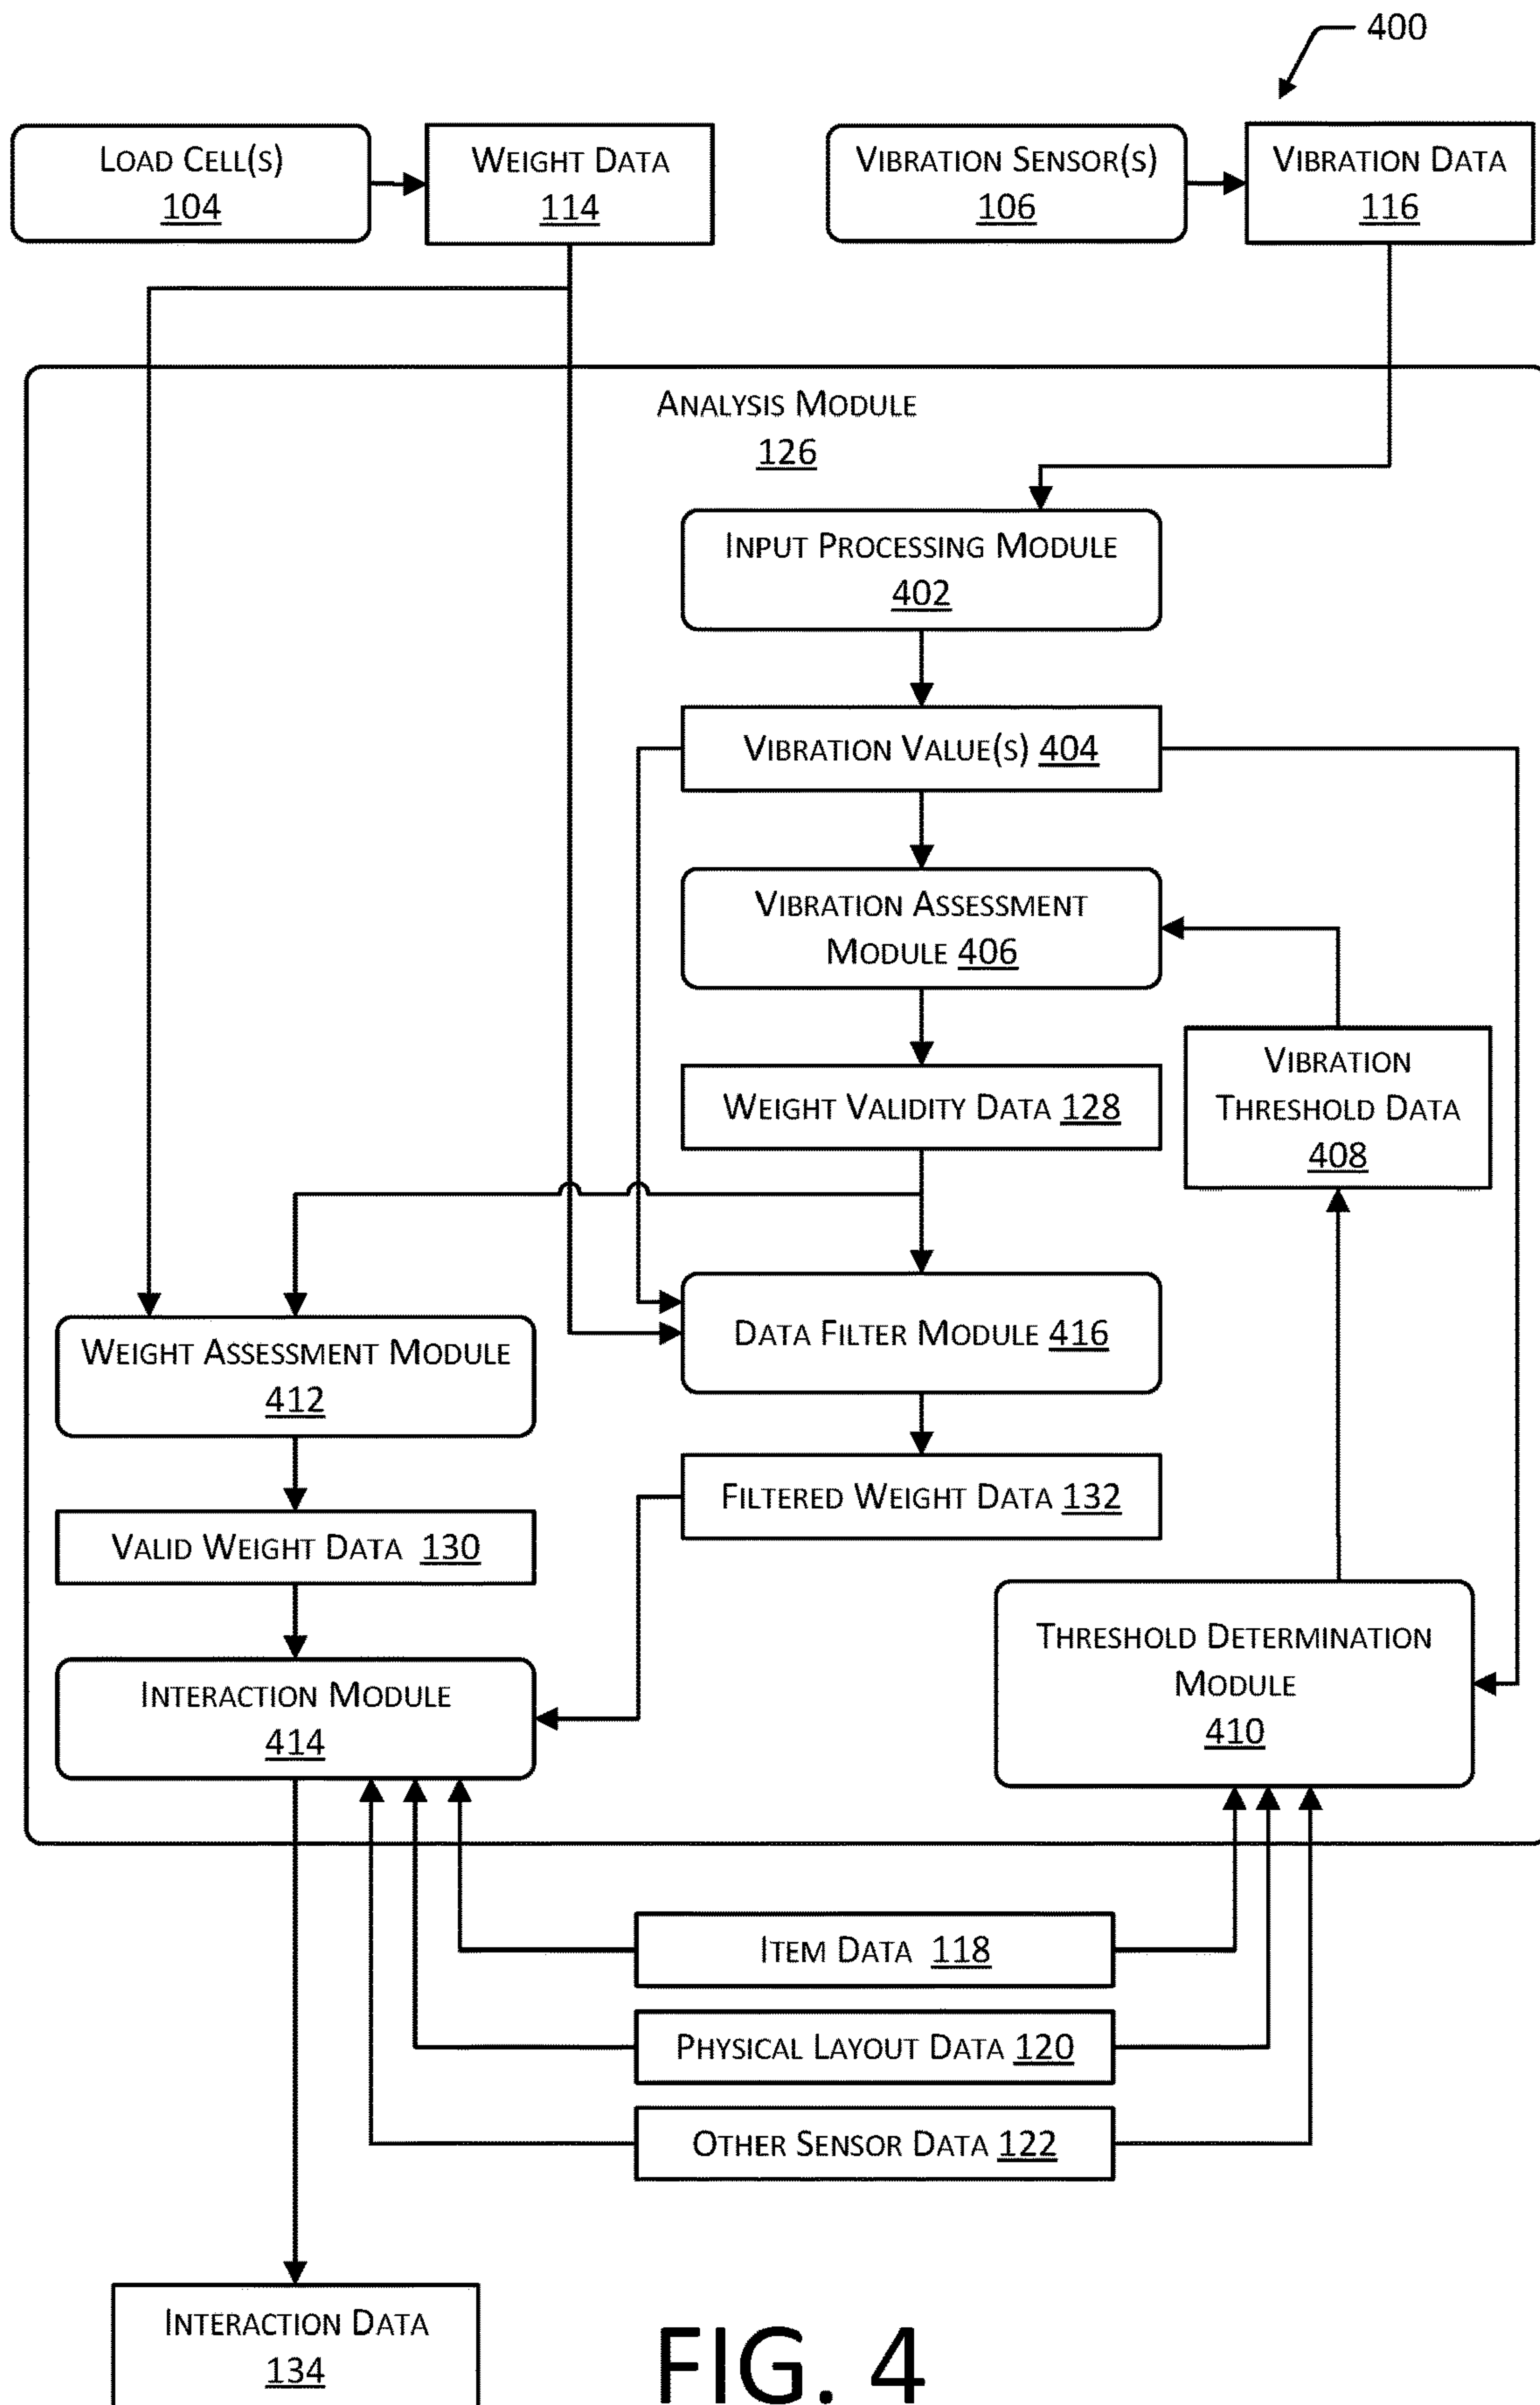 400
LOAD CELL(S)
104
WEIGHT DATA
114
VIBRATION SENSOR(S)
106
VIBRATION DATA
116
ANALYSIS MODULE
126
INPUT PROCESSING MODULE
402
VIBRATION VALUE(S) 404
VIBRATION ASSESSMENT
MODULE 406
VIBRATION
THRESHOLD DATA
408
WEIGHT VALIDITY DATA 128
DATA FILTER MODULE 416
WEIGHT ASSESSMENT MODULE
412
FILTERED WEIGHT DATA 132
VALID WEIGHT DATA 130
THRESHOLD DETERMINATION
MODULE
410
INTERACTION MODULE
414
ITEM DATA 118
PHYSICAL LAYOUT DATA 120
OTHER SENSOR DATA 122
INTERACTION DATA
134
FIG. 4